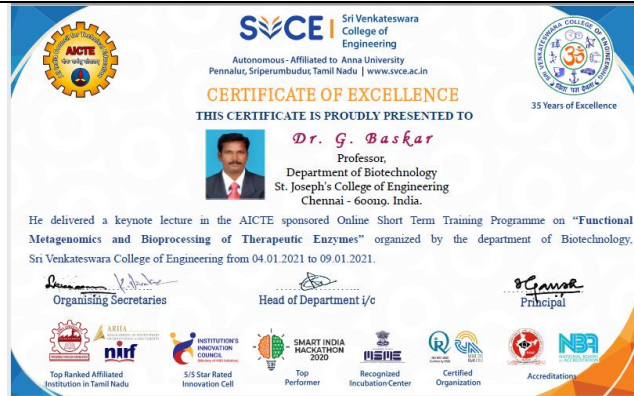 AICTE
SVCE
Sri Venkateswara
College of
Engineering
Autonomous - Affiliated to Anna University
Pennalur, Sriperumbudur, Tamil Nadu | www.svce.ac.in
35 Years of Excellence
CERTIFICATE OF EXCELLENCE
THIS CERTIFICATE IS PROUDLY PRESENTED TO
Dr. G. Baskar
Professor,
Department of Biotechnology
St. Joseph's College of Engineering
Chennai - 600119. India.
He delivered a keynote lecture in the AICTE sponsored Online Short Term Training Programme on “Functional
Metagenomics and Bioprocessing of Therapeutic Enzymes” organized by the department of Biotechnology,
Sri Venkateswara College of Engineering from 04.01.2021 to 09.01.2021.
Organising Secretaries
Head of Department i/c
Principal
ARIIA
nirf
INSTITUTION'S
INNOVATION
COUNCIL
SMART INDIA
HACKATHON
2020
NBA
NATIONAL BOARD
of ACCREDITATION
Top Ranked Affiliated
Institution in Tamil Nadu
5/5 Star Rated
Innovation Cell
Top
Performer
Recognized
Incubation Center
Certified
Organization
Accreditations